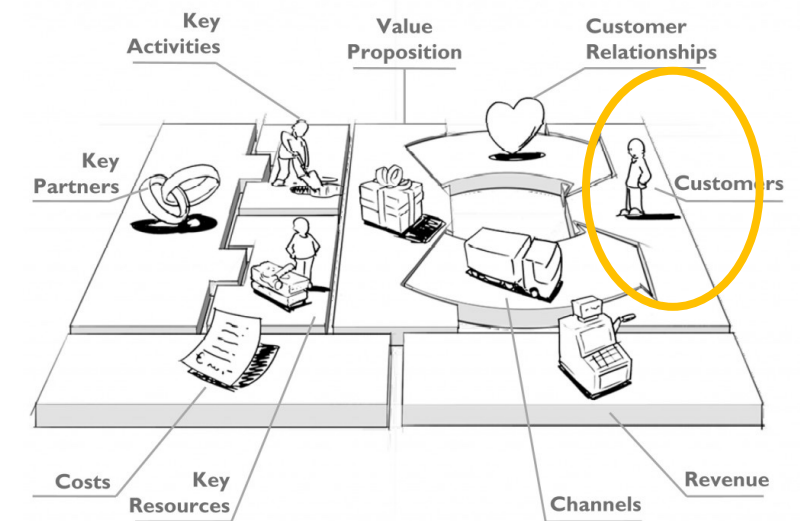 Key
Activities
Value
Proposition
Customer
Relationships
Key
Partners
Customers
Costs
Key
Resources
Channels
Revenue